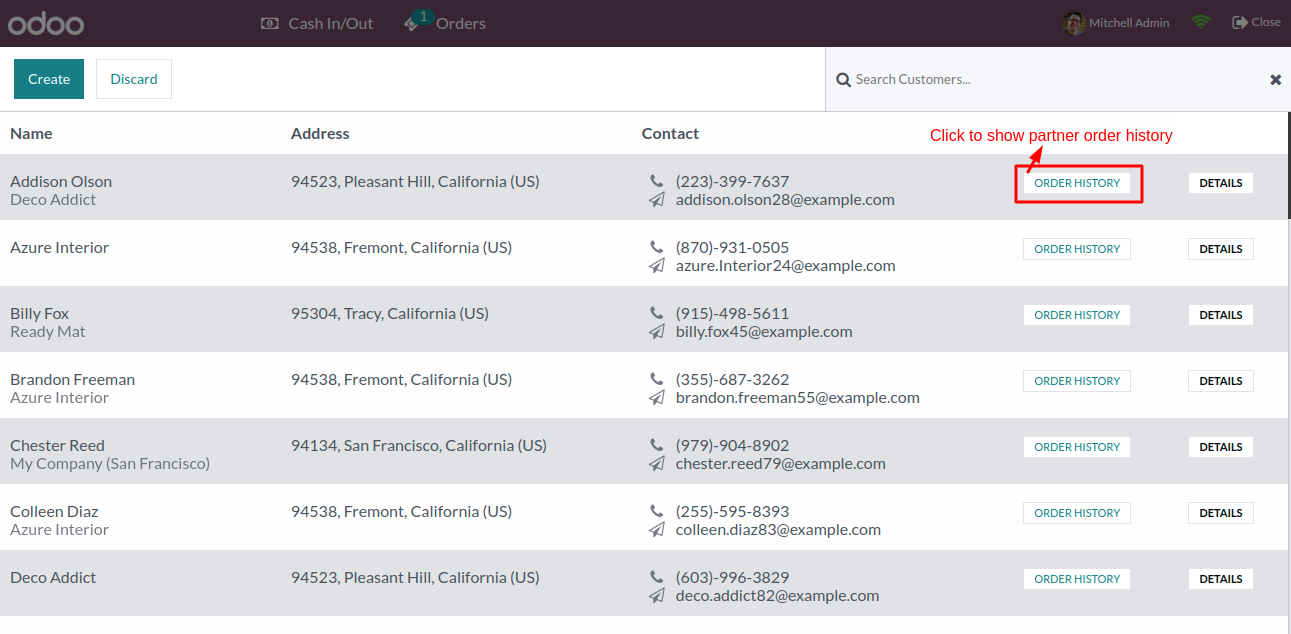 odoo
Cash In/Out
1
Orders
Mitchell Admin
Close
Create
Discard
Search Customers...
Name
Address
Contact
Click to show partner order history
Addison Olson
Deco Addict
94523, Pleasant Hill, California (US)
(223)-399-7637
addison.olson28@example.com
ORDER HISTORY
DETAILS
Azure Interior
94538, Fremont, California (US)
(870)-931-0505
azure.Interior24@example.com
ORDER HISTORY
DETAILS
Billy Fox
Ready Mat
95304, Tracy, California (US)
(915)-498-5611
billy.fox45@example.com
ORDER HISTORY
DETAILS
Brandon Freeman
Azure Interior
94538, Fremont, California (US)
(355)-687-3262
brandon.freeman55@example.com
ORDER HISTORY
DETAILS
Chester Reed
My Company (San Francisco)
94134, San Francisco, California (US)
(979)-904-8902
chester.reed79@example.com
ORDER HISTORY
DETAILS
Colleen Diaz
Azure Interior
94538, Fremont, California (US)
(255)-595-8393
colleen.diaz83@example.com
ORDER HISTORY
DETAILS
Deco Addict
94523, Pleasant Hill, California (US)
(603)-996-3829
deco.addict82@example.com
ORDER HISTORY
DETAILS